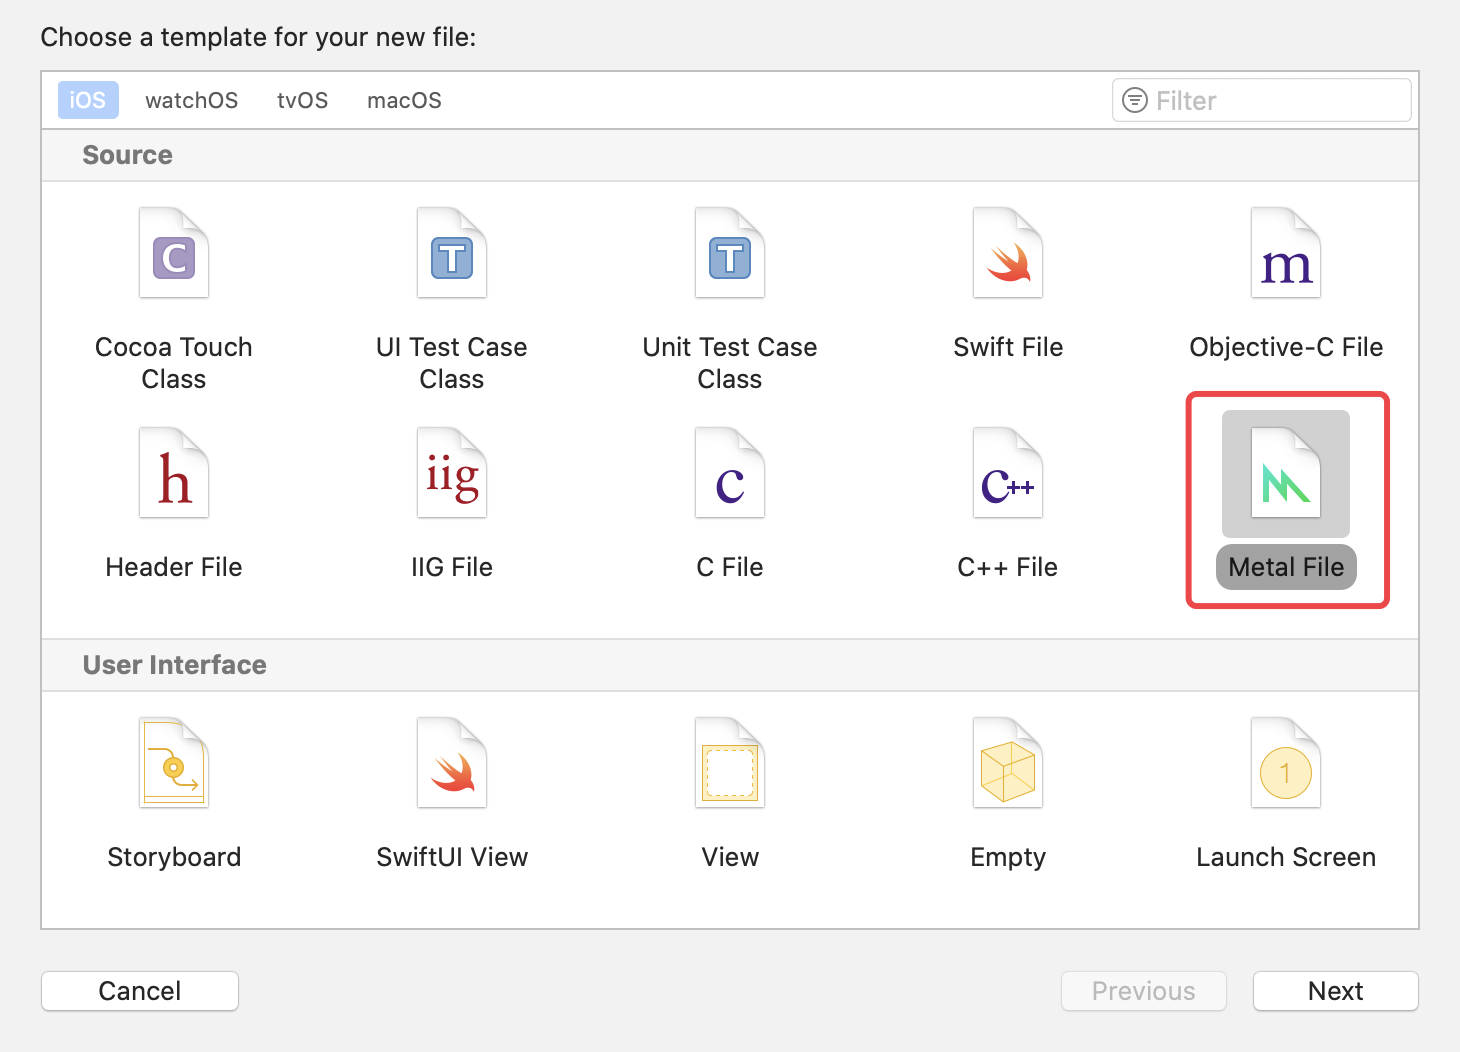 Choose a template for your new file:
iOS watchOS tvOS macOS Filter
Source
C T T m
Cocoa Touch Class UI Test Case Class Unit Test Case Class Swift File Objective-C File
h iig c c++
Header File IIG File C File C++ File Metal File
User Interface
1
Storyboard SwiftUI View View Empty Launch Screen
Cancel Previous Next